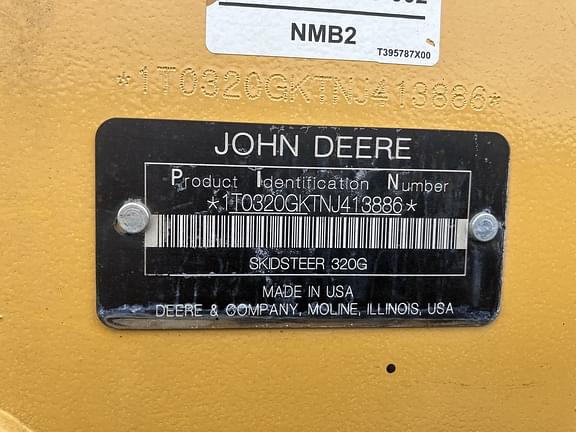 NMB2
T395787X00
*1T0320GKTNJ413886*
JOHN DEERE
Product Identification Number
*1T0320GKTNJ413886*
SKIDSTEER 320G
MADE IN USA
DEERE & COMPANY, MOLINE, ILLINOIS, USA